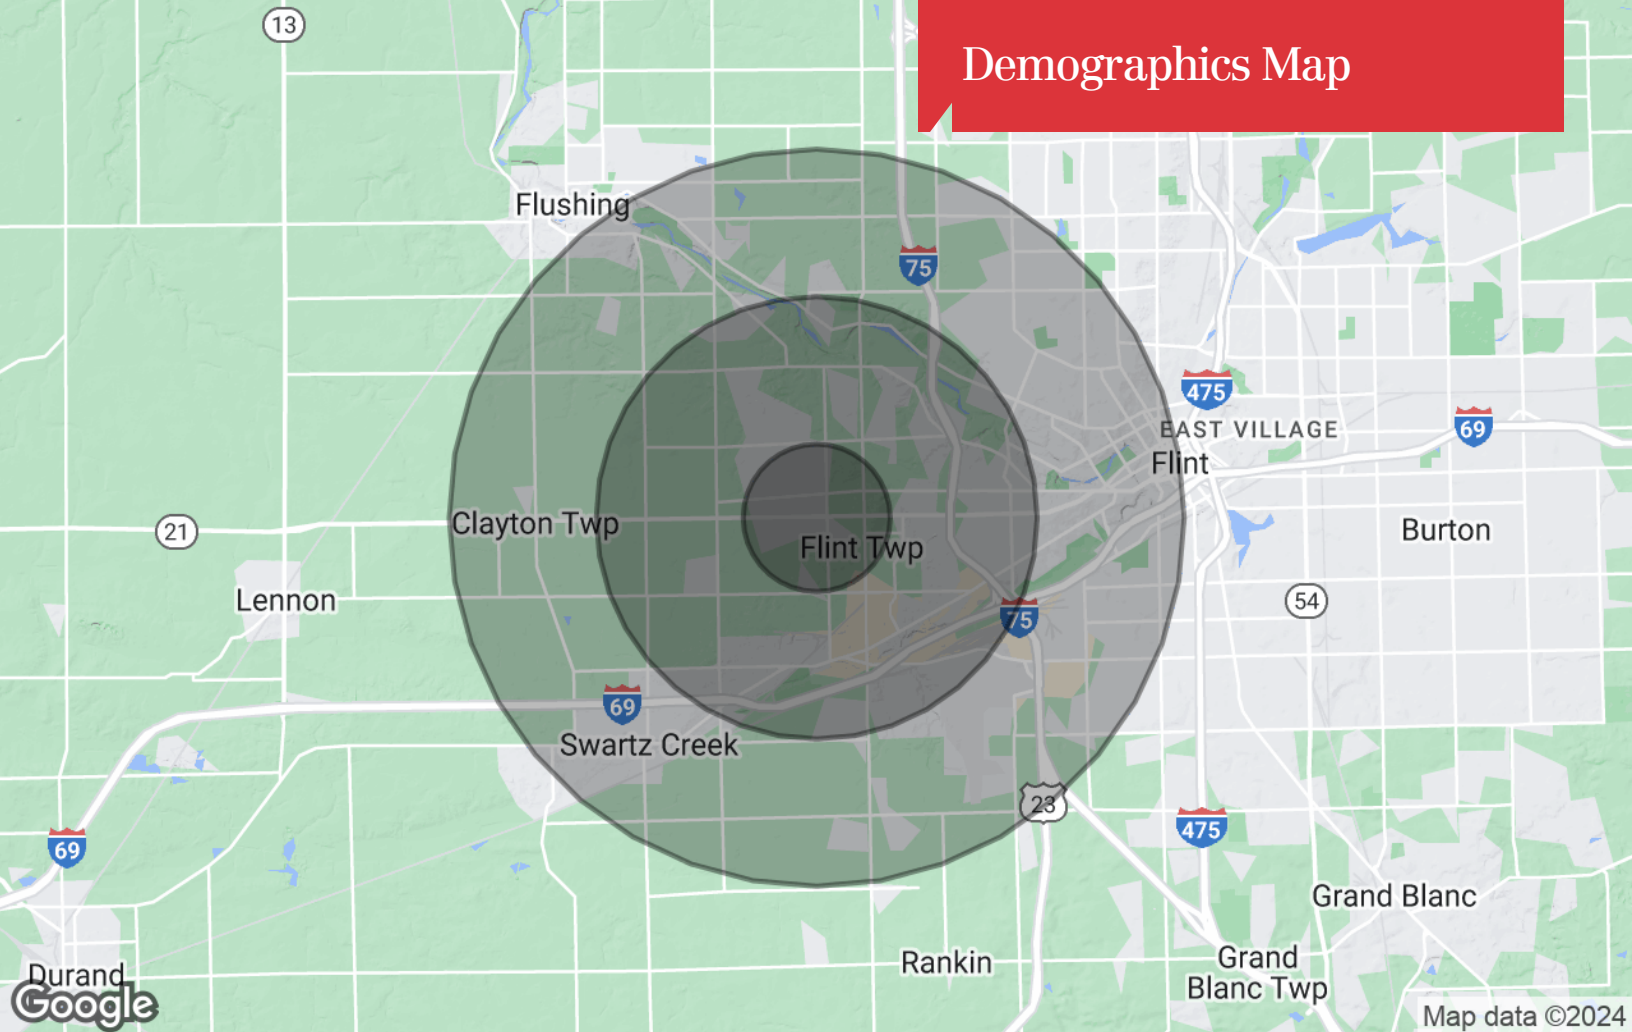 13
Demographics Map
Flushing
75
475
EAST VILLAGE
69
Flint
21
Clayton Twp
Flint Twp
Burton
Lennon
54
75
69
Swartz Creek
23
475
69
Grand Blanc
Rankin
Grand
Blanc Twp
Durand
Google
Map data ©2024